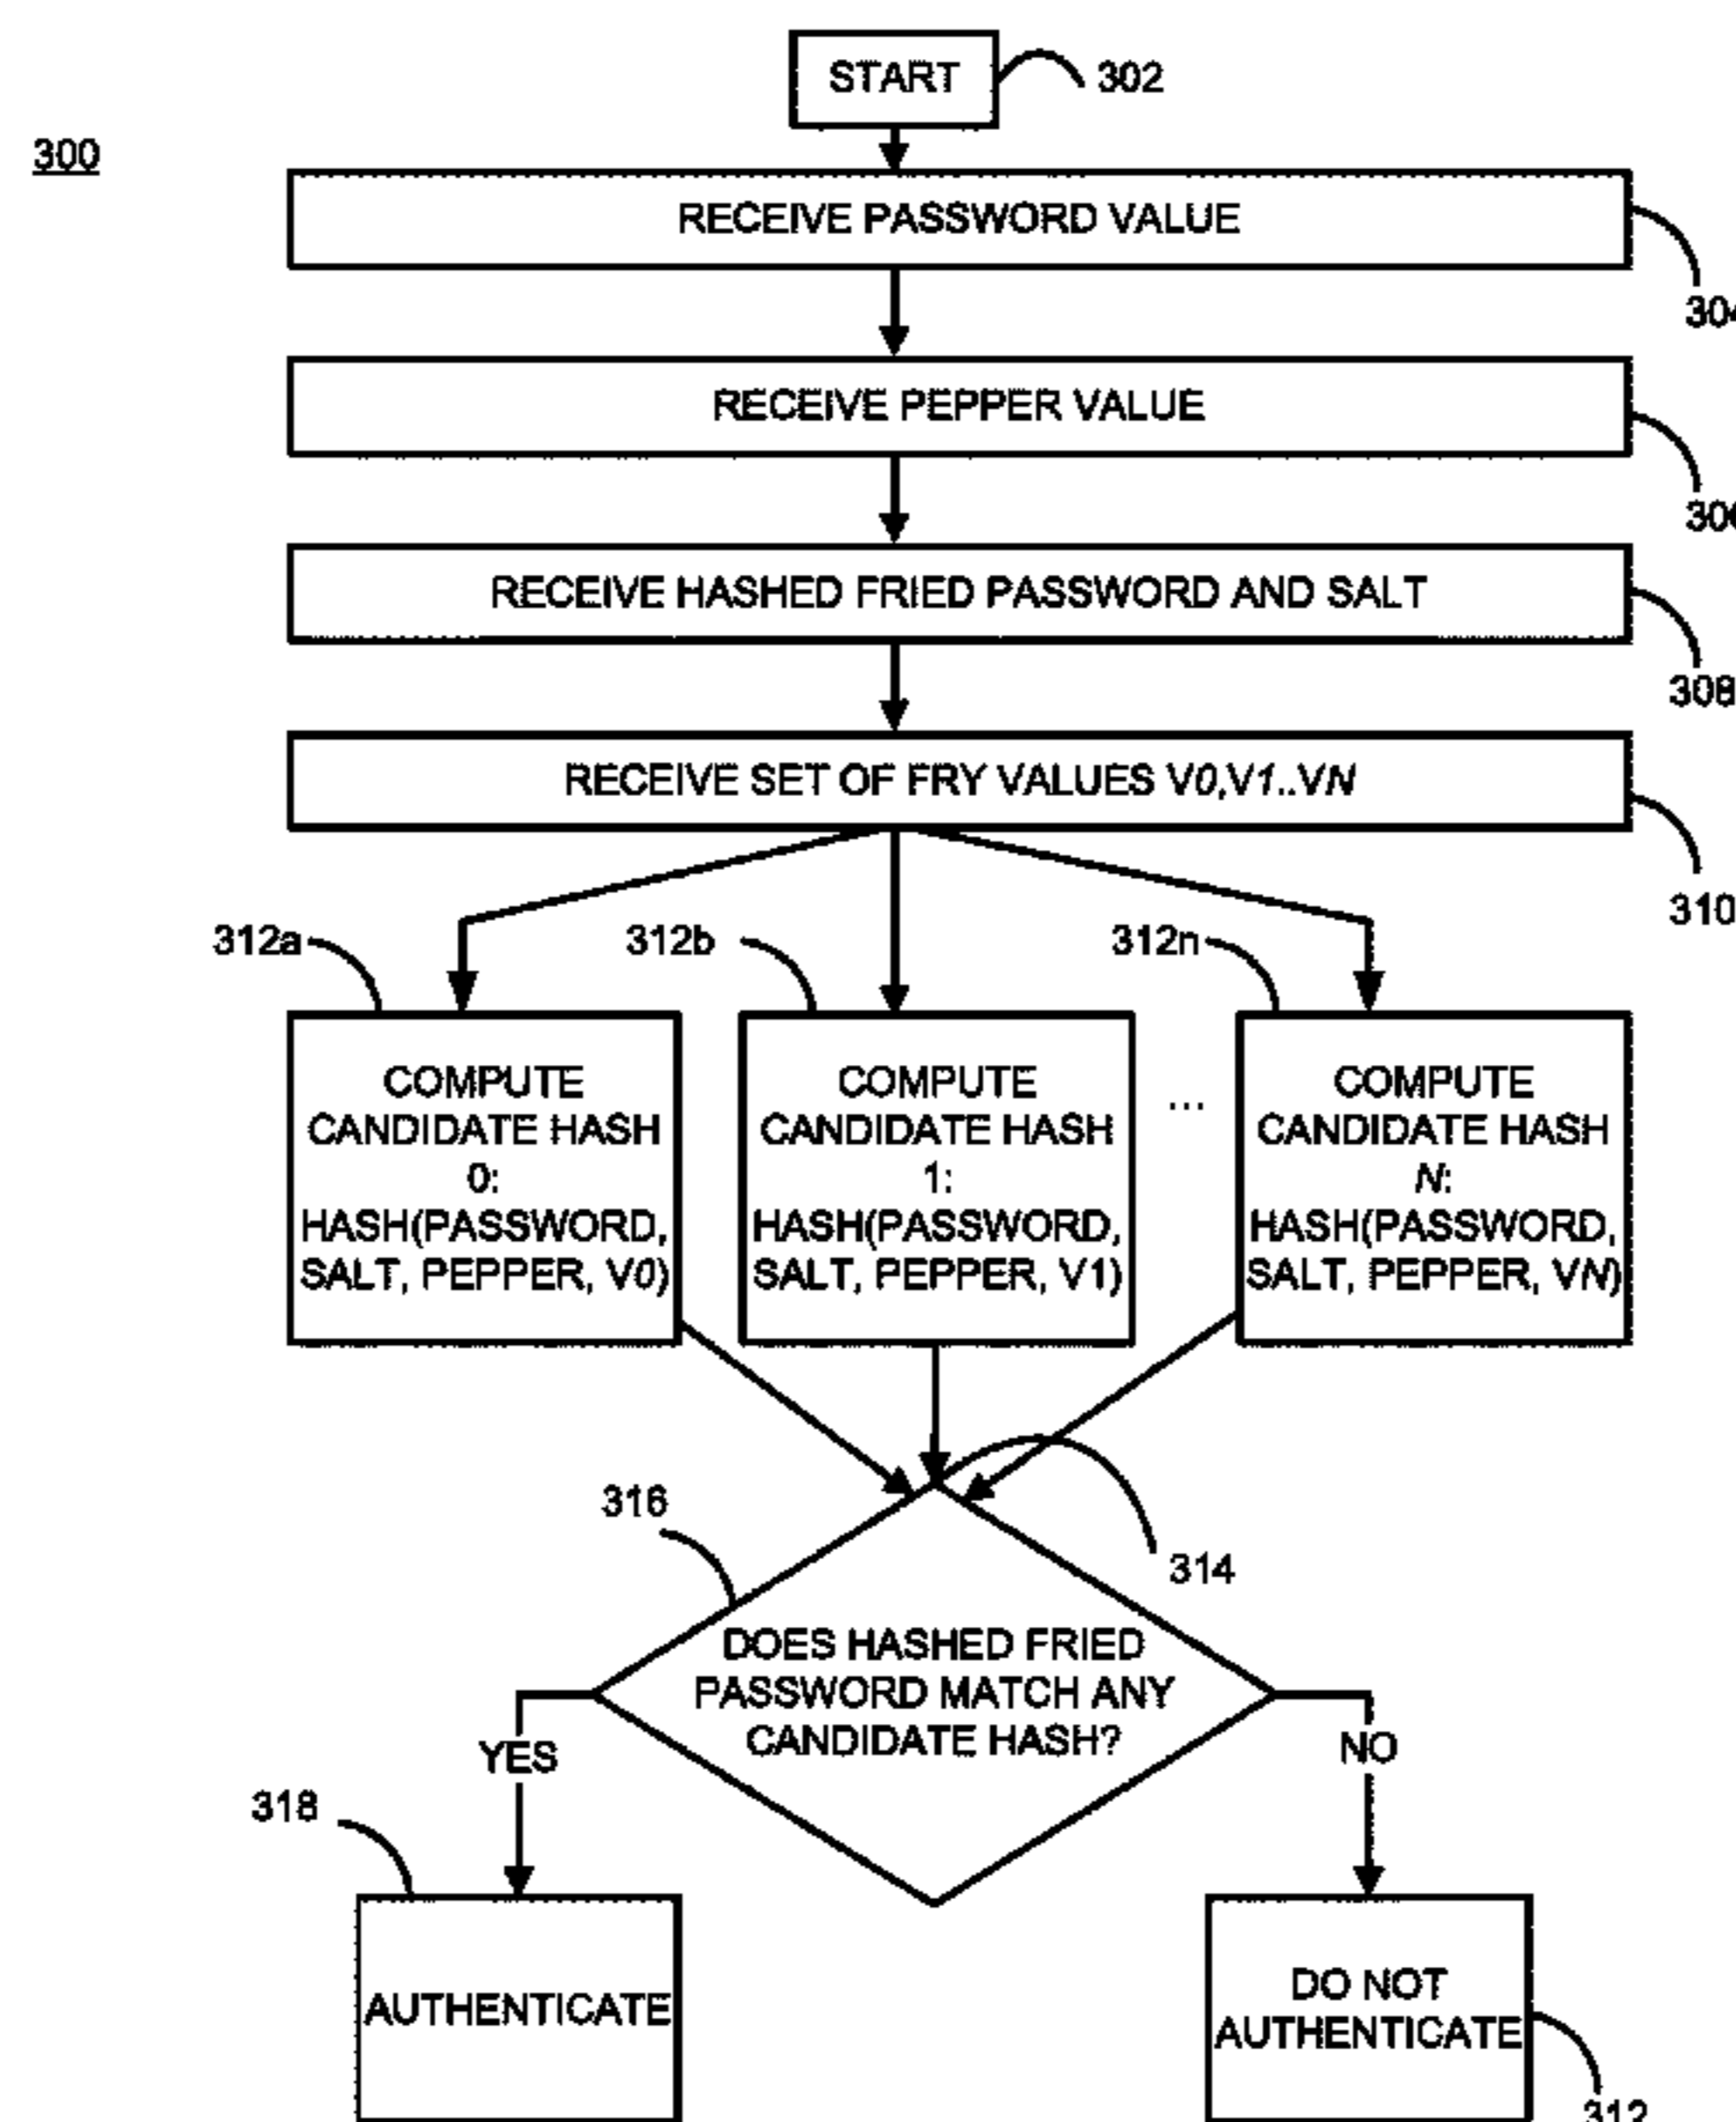 START
302
300
RECEIVE PASSWORD VALUE
304
RECEIVE PEPPER VALUE
306
RECEIVE HASHED FRIED PASSWORD AND SALT
308
RECEIVE SET OF FRY VALUES V0,V1..VN
310
312a
312b
312n
COMPUTE
CANDIDATE HASH
0:
HASH(PASSWORD,
SALT, PEPPER, V0)
COMPUTE
CANDIDATE HASH
1:
HASH(PASSWORD,
SALT, PEPPER, V1)
...
COMPUTE
CANDIDATE HASH
N:
HASH(PASSWORD,
SALT, PEPPER, VN)
316
314
DOES HASHED FRIED
PASSWORD MATCH ANY
CANDIDATE HASH?
YES
NO
318
AUTHENTICATE
DO NOT
AUTHENTICATE
312